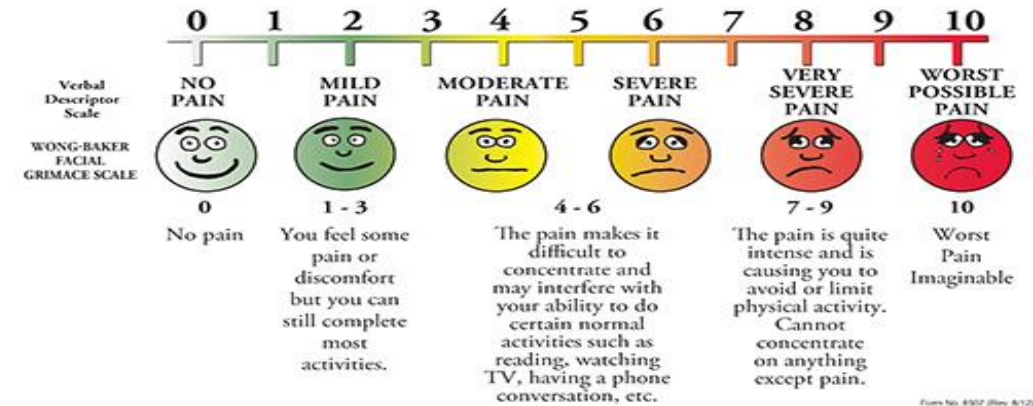 0 1 2 3 4 5 6 7 8 9 10
Verbal
Descriptor
Scale
NO
PAIN
MILD
PAIN
MODERATE
PAIN
SEVERE
PAIN
VERY
SEVERE
PAIN
WORST
POSSIBLE
PAIN
WONG-BAKER
FACIAL
GRIMACE SCALE
0
No pain
1 - 3
You feel some
pain or
discomfort
but you can
still complete
most
activities.
4 - 6
The pain makes it
difficult to
concentrate and
may interfere with
your ability to do
certain normal
activities such as
reading, watching
TV, having a phone
conversation, etc.
7 - 9
The pain is quite
intense and is
causing you to
avoid or limit
physical activity.
Cannot
concentrate
on anything
except pain.
10
Worst
Pain
Imaginable
Form No.